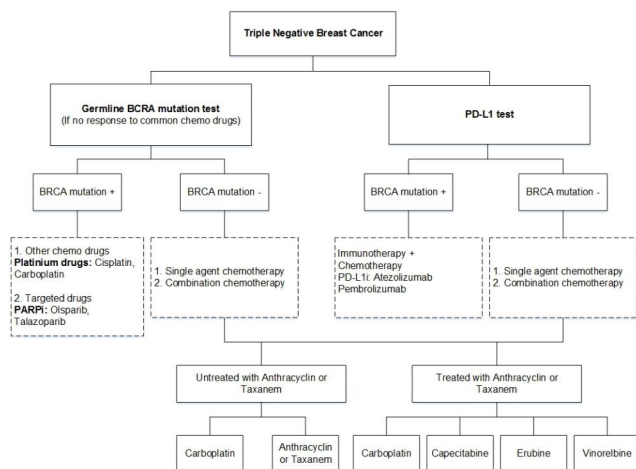 Triple Negative Breast Cancer
Germline BCRA mutation test
(If no response to common chemo drugs)
PD-L1 test
BRCA mutation +
BRCA mutation -
BRCA mutation +
BRCA mutation -
1. Other chemo drugs
Platinium drugs: Cisplatin,
Carboplatin
2. Targeted drugs
PARPi: Olsparib,
Talazoparib
1. Single agent chemotherapy
2. Combination chemotherapy
Immunotherapy +
Chemotherapy
PD-L1i: Atezolizumab
Pembrolizumab
1. Single agent chemotherapy
2. Combination chemotherapy
Untreated with Anthracyclin or
Taxanem
Treated with Anthracyclin or
Taxanem
Carboplatin
Anthracyclin
or Taxanem
Carboplatin
Capecitabine
Erubine
Vinorelbine